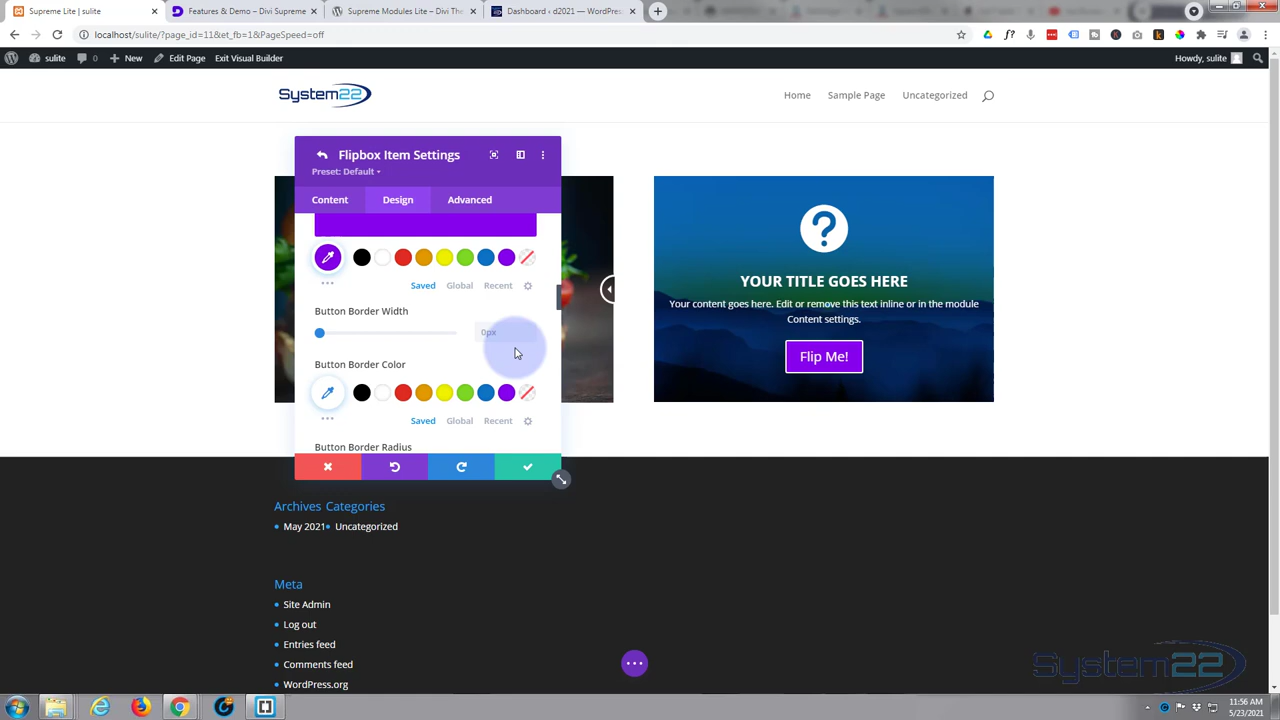 Supreme Lite | sulite
Features & Demo – Divi Supreme
Supreme Modules Lite – Divi The
Dashboard ‹ d2021 — WordPress
localhost/sulite/?page_id=11&et_fb=1&PageSpeed=off
sulite
0
New
Edit Page
Exit Visual Builder
Howdy, sulite
System22
Home
Sample Page
Uncategorized
Flipbox Item Settings
Preset: Default
Content
Design
Advanced
Saved
Global
Recent
Button Border Width
0px
Button Border Color
Saved
Global
Recent
Button Border Radius
YOUR TITLE GOES HERE
Your content goes here. Edit or remove this text inline or in the module
Content settings.
Flip Me!
Archives Categories
May 2021
Uncategorized
Meta
Site Admin
Log out
Entries feed
Comments feed
WordPress.org
System22
11:56 AM
5/23/2021